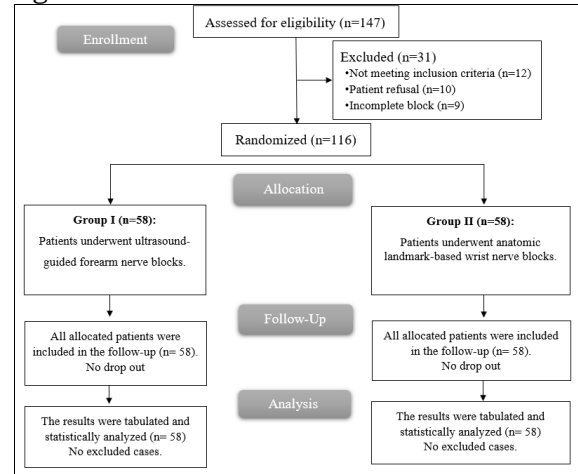 Assessed for eligibility (n=147)
Enrollment
Excluded (n=31)
•Not meeting inclusion criteria (n=12)
•Patient refusal (n=10)
•Incomplete block (n=9)
Randomized (n=116)
Allocation
Group I (n=58):
Patients underwent ultrasound-
guided forearm nerve blocks.
Group II (n=58):
Patients underwent anatomic
landmark-based wrist nerve blocks.
Follow-Up
All allocated patients were
included in the follow-up (n= 58).
No drop out
All allocated patients were included
in the follow-up (n= 58).
No drop out
Analysis
The results were tabulated and
statistically analyzed (n= 58)
No excluded cases.
The results were tabulated and
statistically analyzed (n= 58)
No excluded cases.